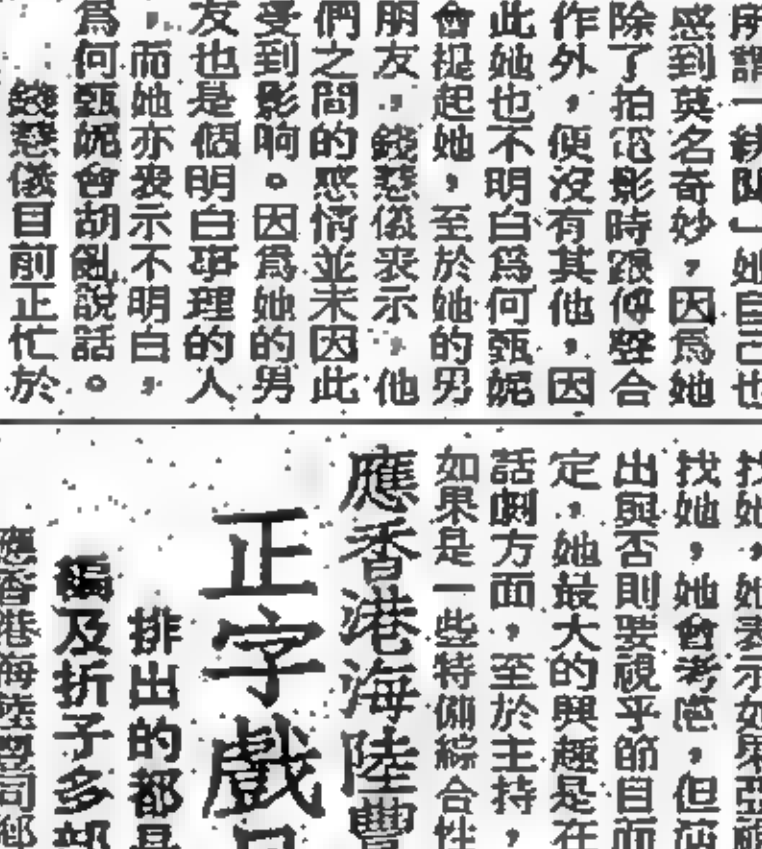 一
她自己也
感到莫名奇妙，因爲她
除了拍電影時跟傅聲合
作外，便沒有其他，因
此她也不明白爲何甄妮
會提起她，至於她的男
朋友，錢慧儀表示，他
們之間的感情並未因此
受到影响。因爲她的男
友也是個明白事理的人
，而她亦表示不明白，
爲何甄妮會胡亂說話。
錢慧儀目前正忙於
找她，她表示如果亞視
找她，她會考慮，但
出與否則要視乎節目而
定，她最大的興趣是在
話劇方面，至於主持，
如果是一些特備綜合性
應香港海陸豐
正字戲
排出的都是
編及折子多部
應香港海陸豐同鄉